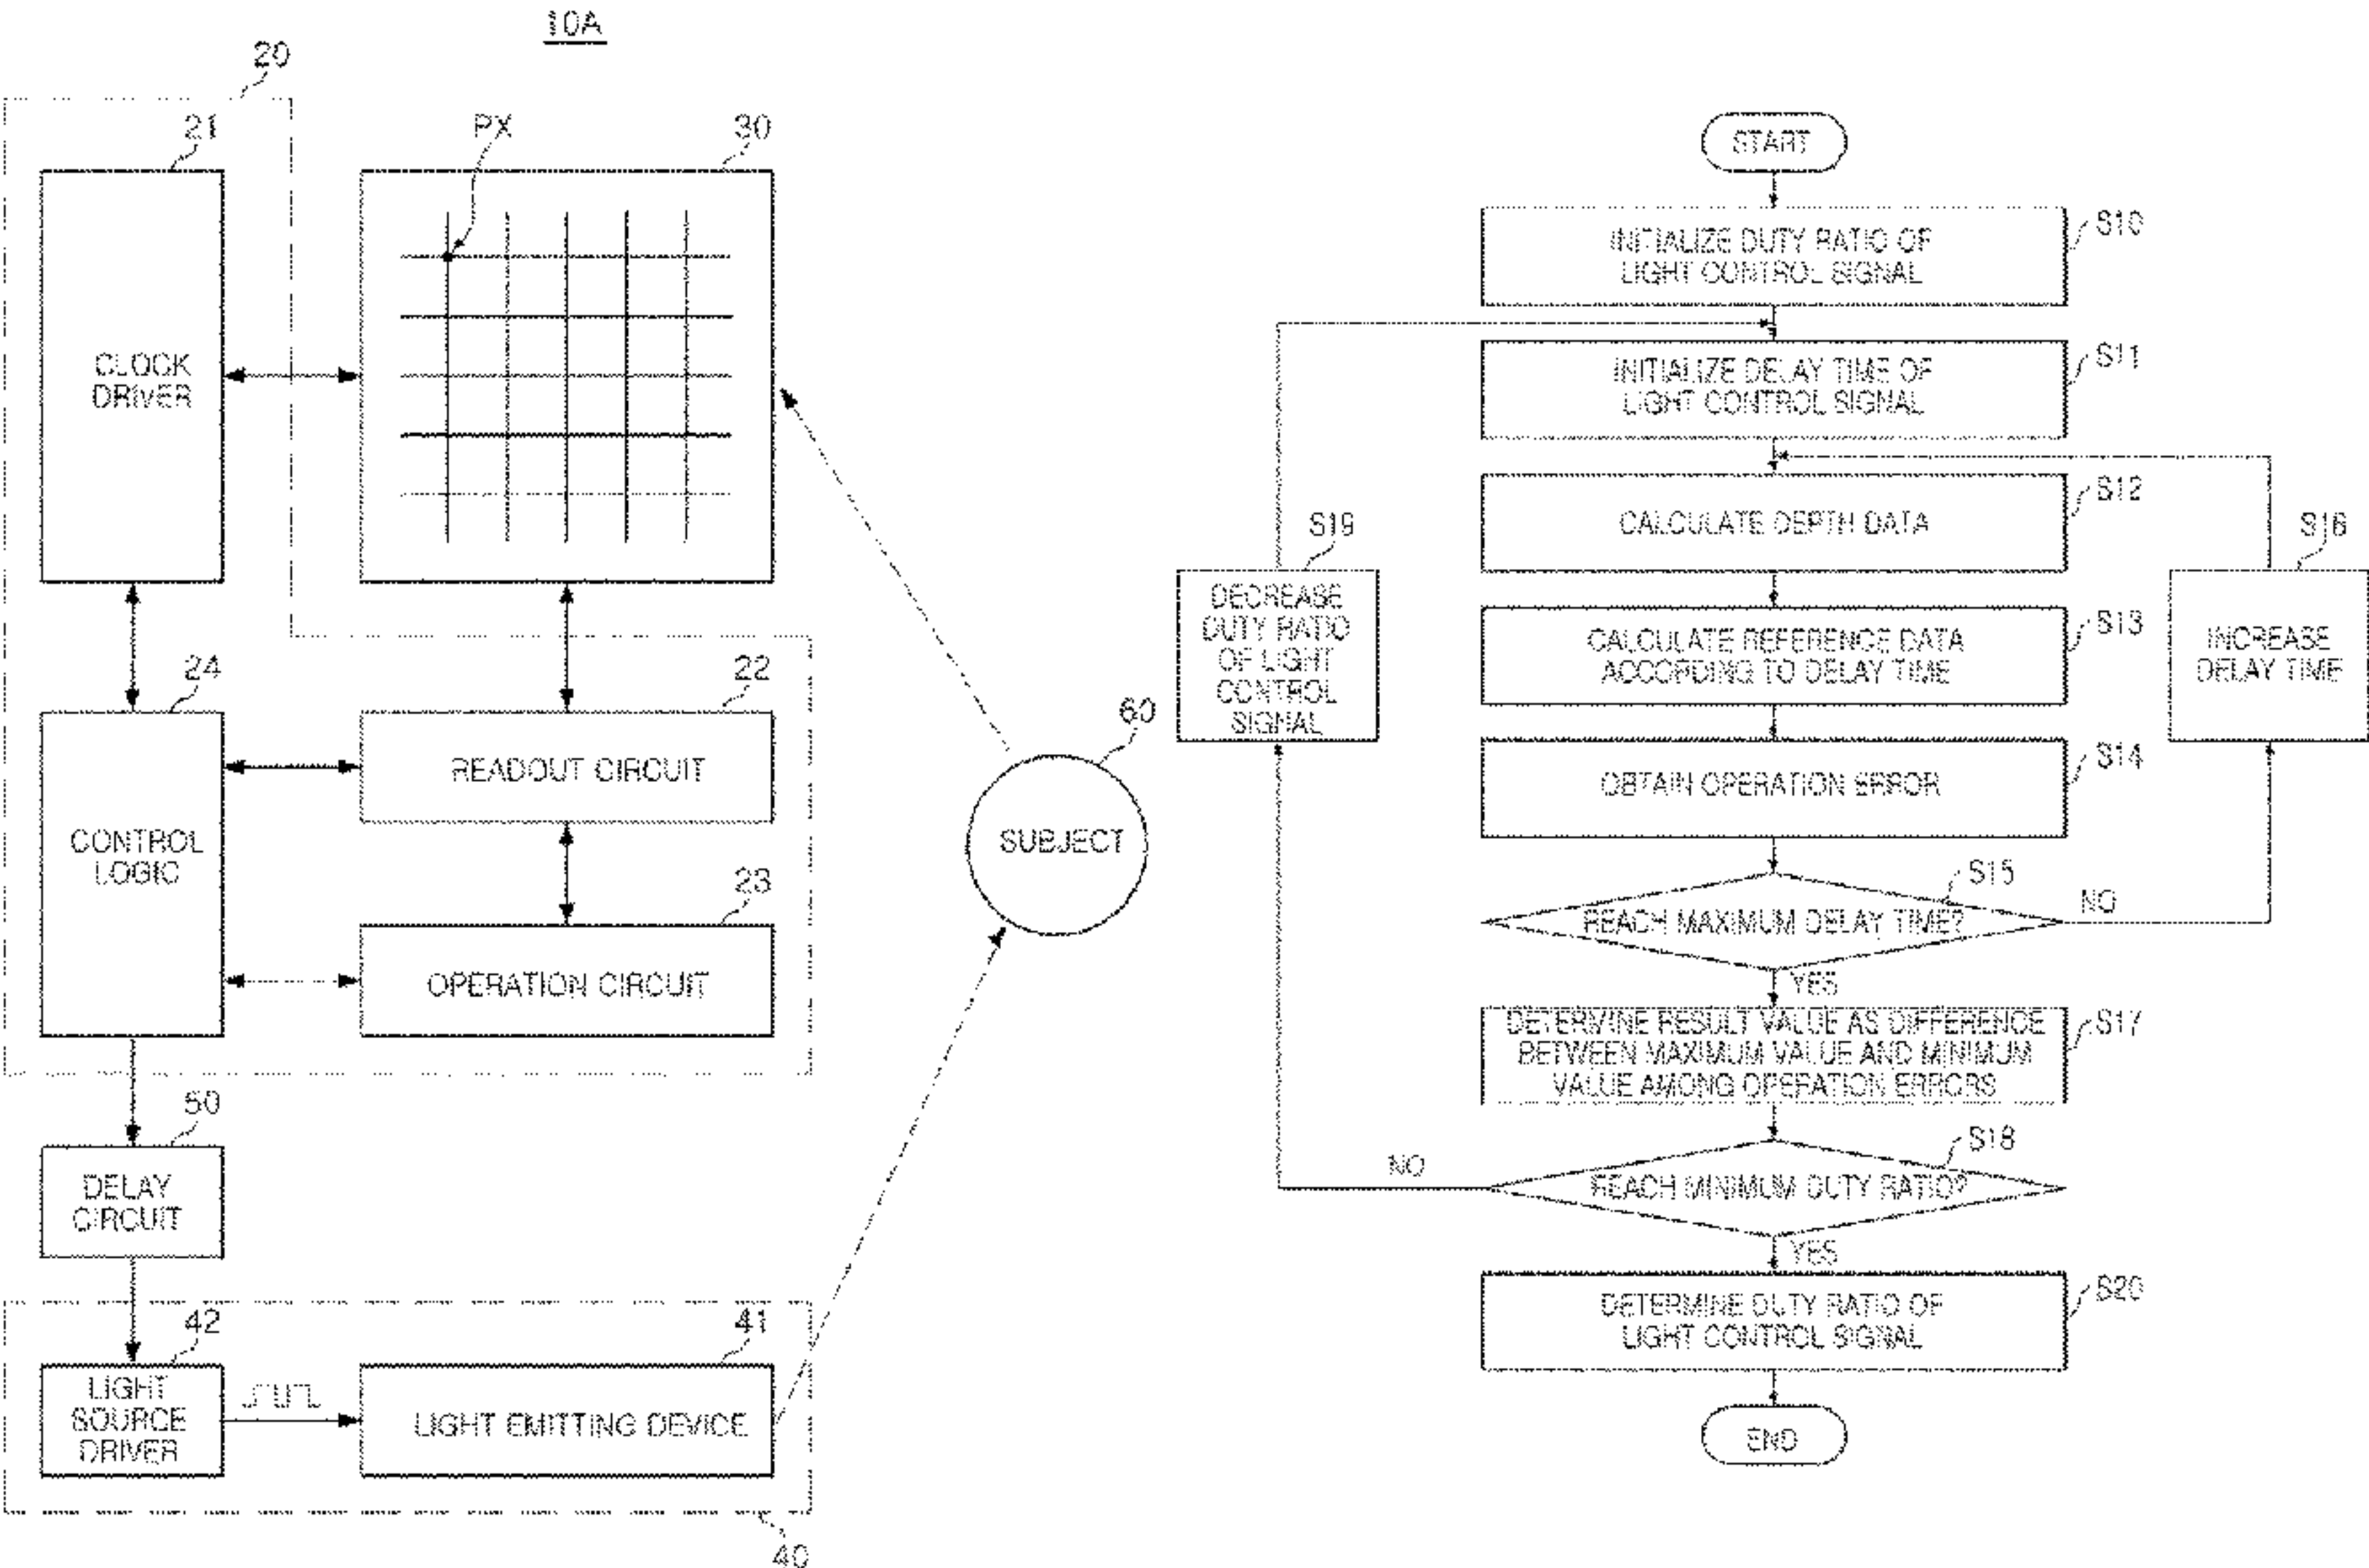 10A
20
21
PX
30
CLOCK
DRIVER
24
22
CONTROL
LOGIC
READOUT CIRCUIT
23
OPERATION CIRCUIT
60
SUBJECT
50
DELAY
CIRCUIT
42
41
LIGHT
SOURCE
DRIVER
LIGHT EMITTING DEVICE
40
START
INITIALIZE DUTY RATIO OF
LIGHT CONTROL SIGNAL
S10
INITIALIZE DELAY TIME OF
LIGHT CONTROL SIGNAL
S11
CALCULATE DEPTH DATA
S12
CALCULATE REFERENCE DATA
ACCORDING TO DELAY TIME
S13
OBTAIN OPERATION ERROR
S14
REACH MAXIMUM DELAY TIME?
S15
NO
S16
INCREASE
DELAY TIME
YES
DETERMINE RESULT VALUE AS DIFFERENCE
BETWEEN MAXIMUM VALUE AND MINIMUM
VALUE AMONG OPERATION ERRORS
S17
REACH MINIMUM DUTY RATIO?
S18
NO
S19
DECREASE
DUTY RATIO
OF LIGHT
CONTROL
SIGNAL
YES
DETERMINE DUTY RATIO OF
LIGHT CONTROL SIGNAL
S20
END